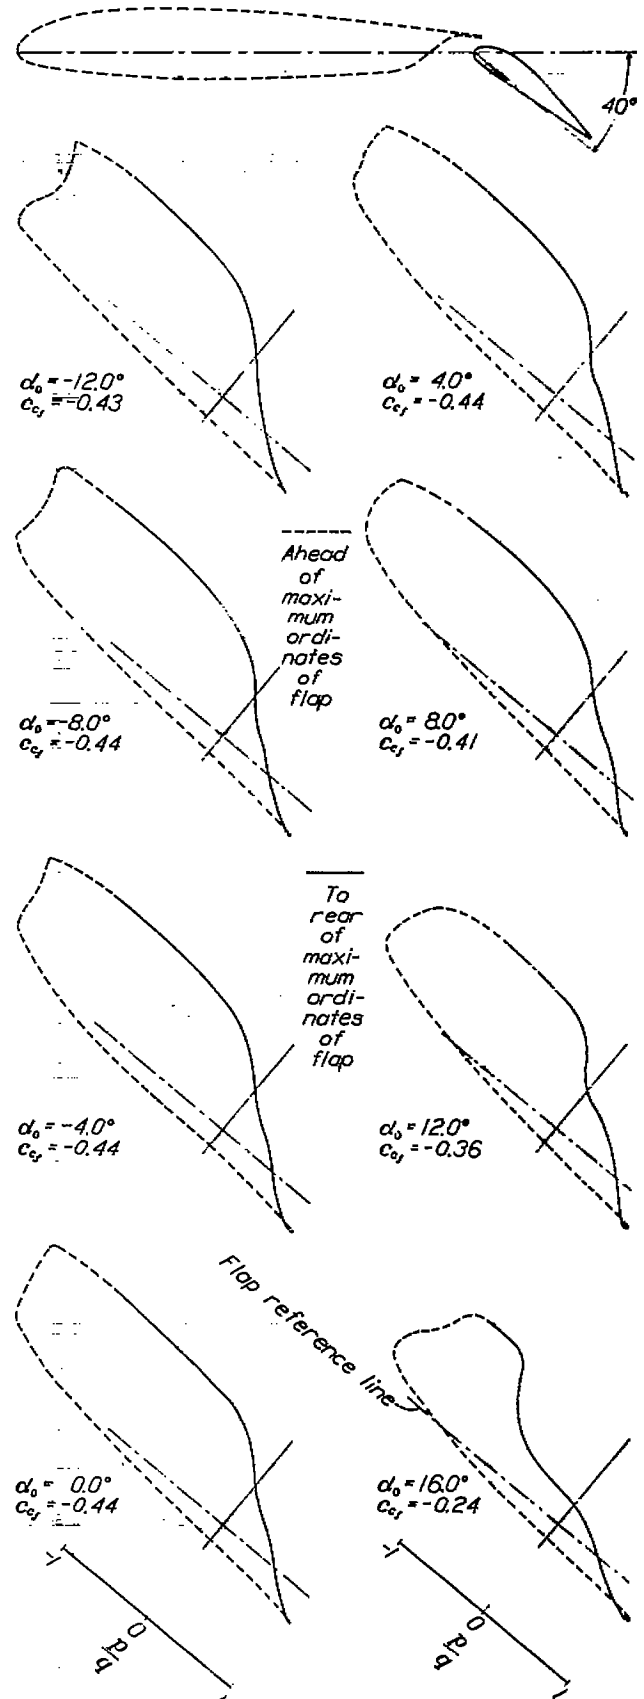 40°
α₀ = -12.0°
c_cf = -0.43
α₀ = 4.0°
c_cf = -0.44
α₀ = -8.0°
c_cf = -0.44
Ahead
of
maxi-
mum
ordi-
nates
of
flap
α₀ = 8.0°
c_cf = -0.41
α₀ = -4.0°
c_cf = -0.44
To
rear
of
maxi-
mum
ordi-
nates
of
flap
α₀ = 12.0°
c_cf = -0.36
Flap reference line
α₀ = 0.0°
c_cf = -0.44
α₀ = 16.0°
c_cf = -0.24
-1
0
p/q
1
-1
0
p/q
1